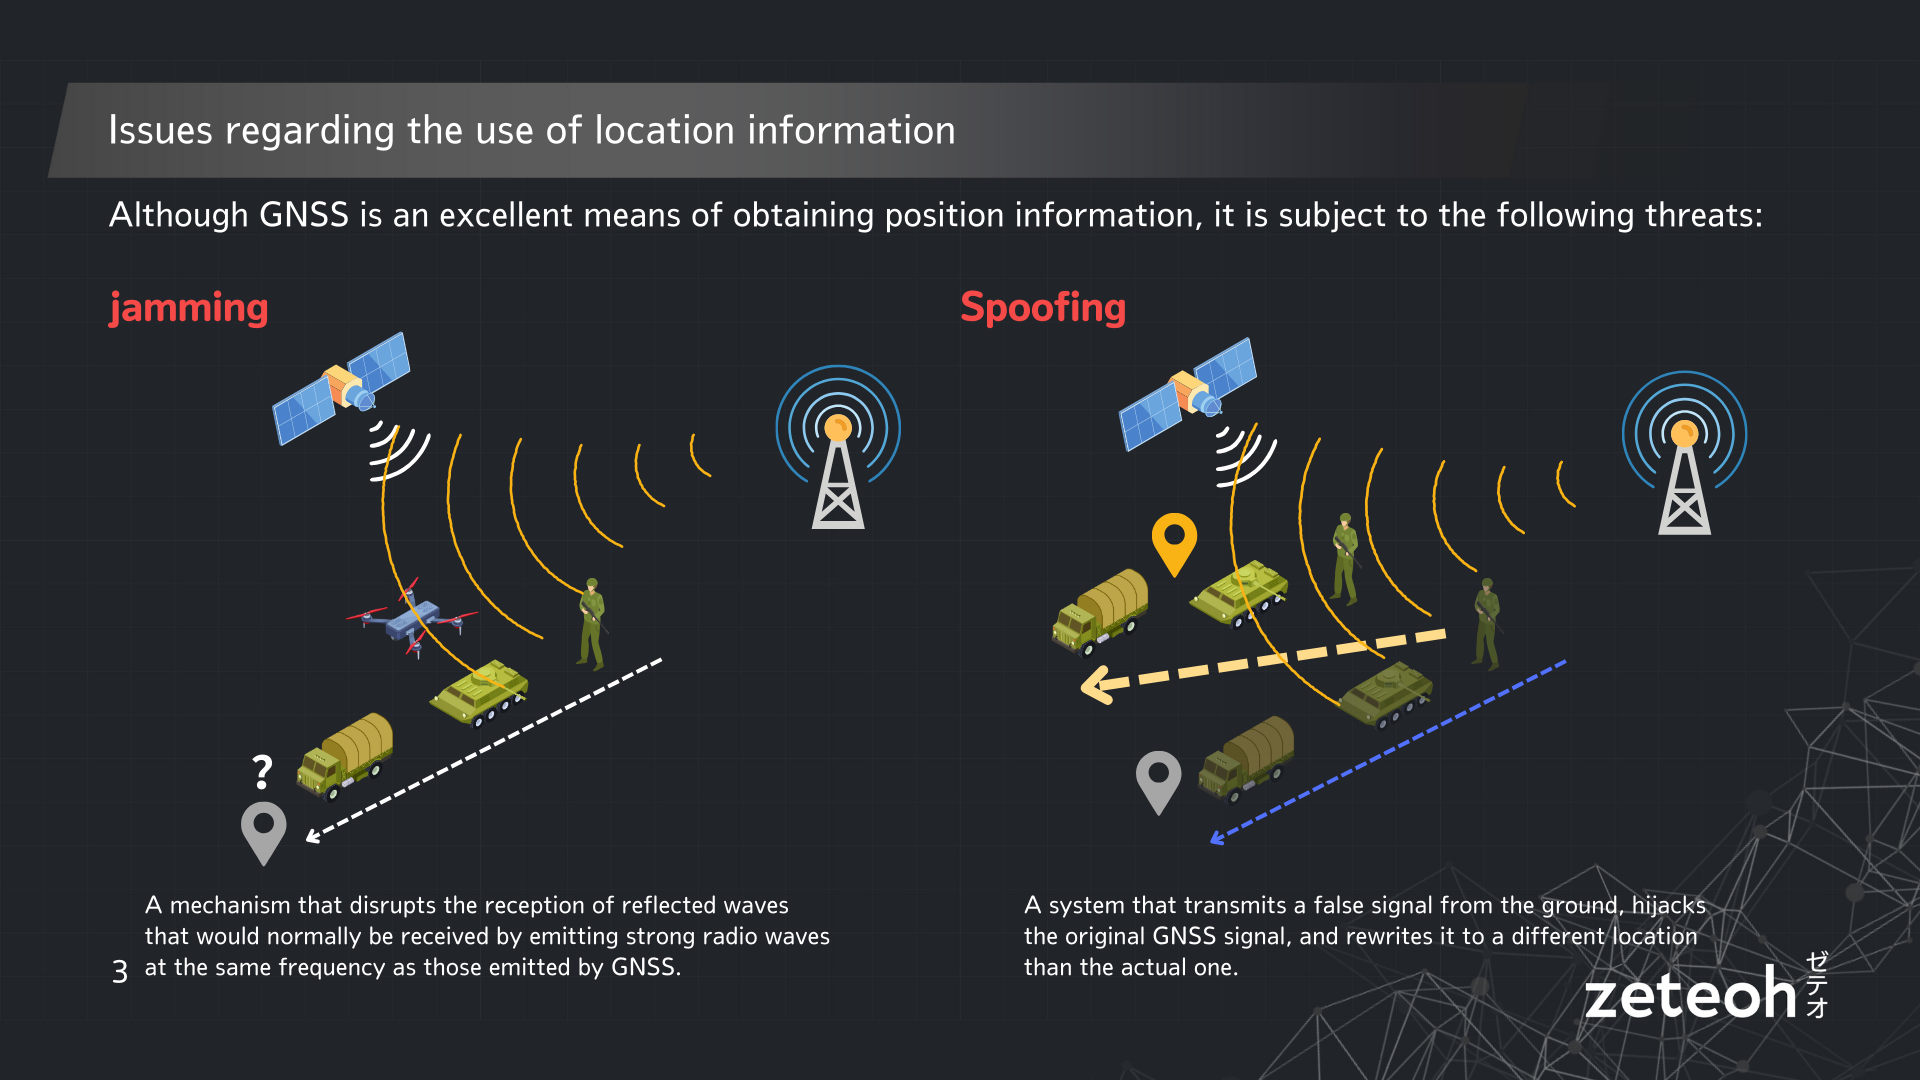 Issues regarding the use of location information
Although GNSS is an excellent means of obtaining position information, it is subject to the following threats:
jamming
Spoofing
?
A mechanism that disrupts the reception of reflected waves
that would normally be received by emitting strong radio waves
at the same frequency as those emitted by GNSS.
A system that transmits a false signal from the ground, hijacks
the original GNSS signal, and rewrites it to a different location
than the actual one.
3
zeteoh
ゼテオ